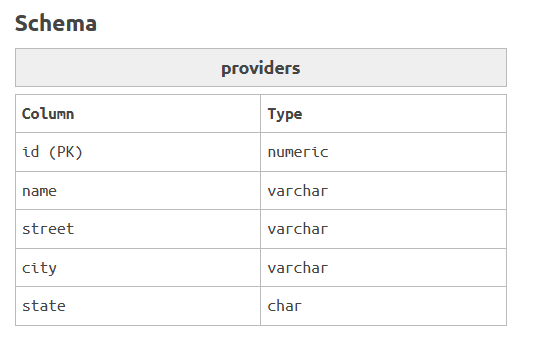 Schema
providers
Column Type
id (PK) numeric
name varchar
street varchar
city varchar
state char